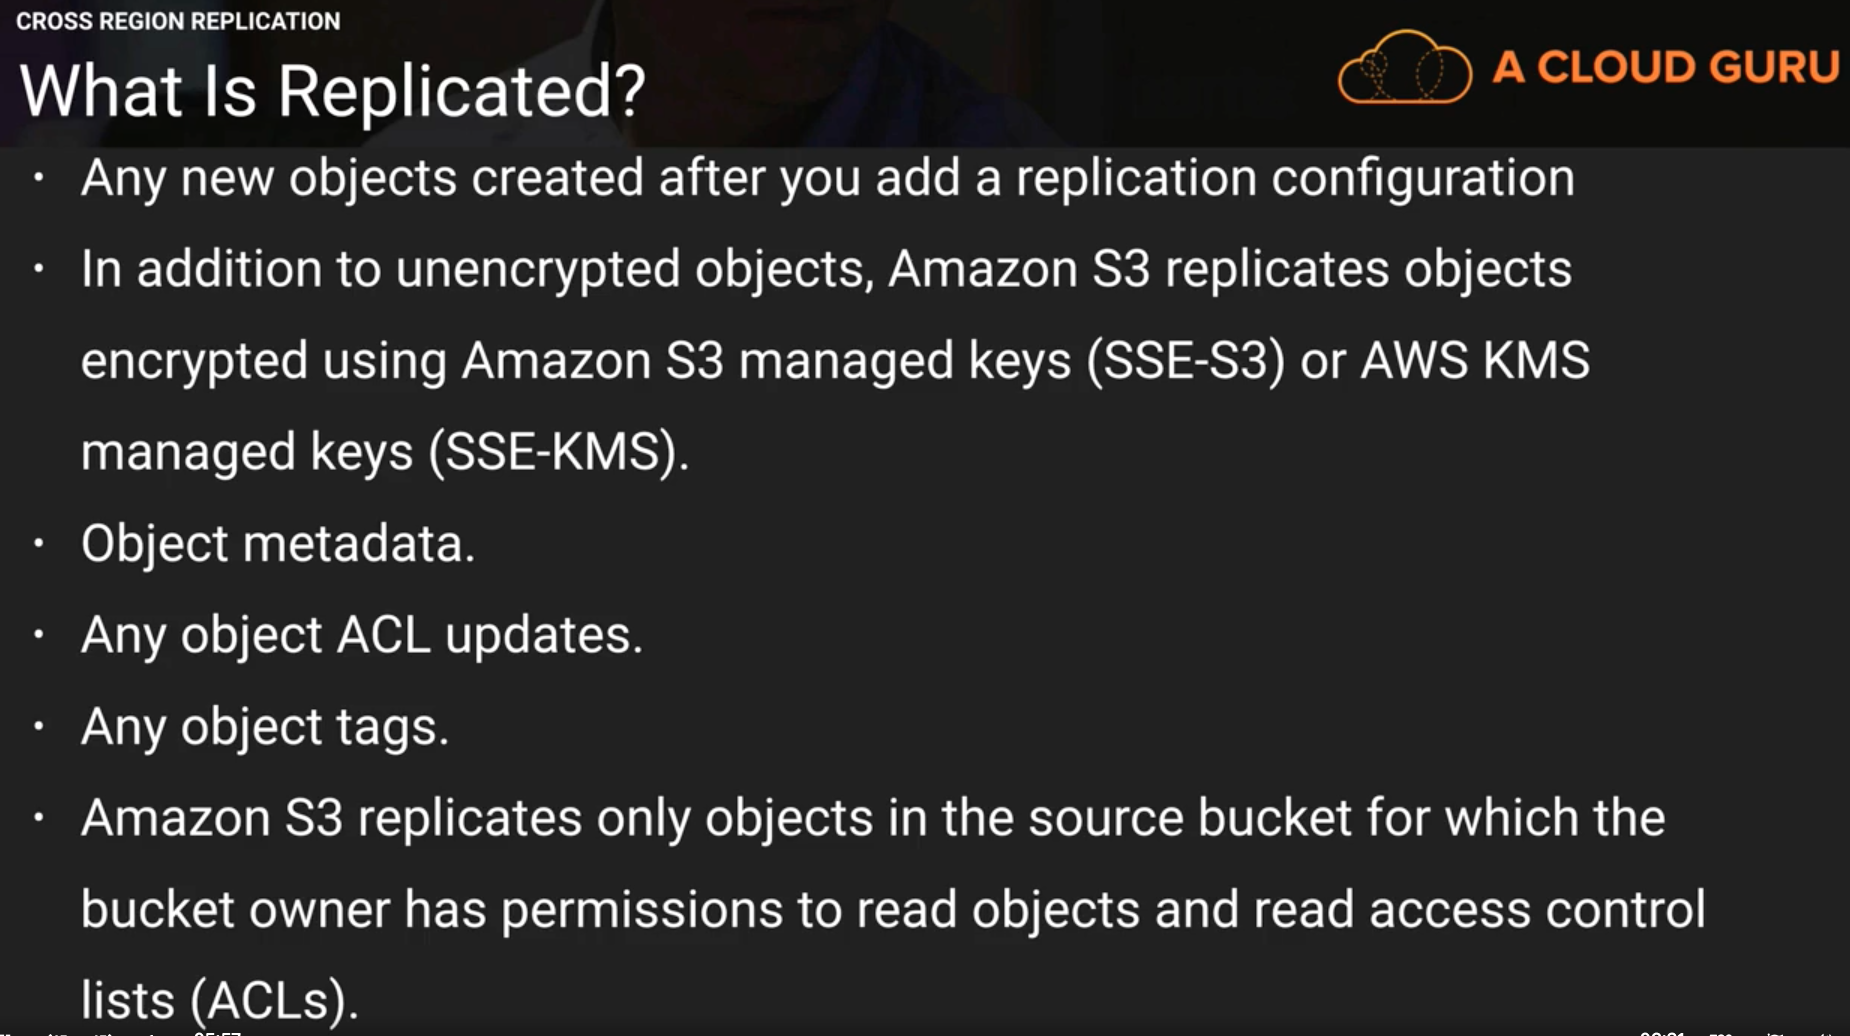 CROSS REGION REPLICATION
What Is Replicated?
A CLOUD GURU
• Any new objects created after you add a replication configuration
• In addition to unencrypted objects, Amazon S3 replicates objects
encrypted using Amazon S3 managed keys (SSE-S3) or AWS KMS
managed keys (SSE-KMS).
• Object metadata.
• Any object ACL updates.
• Any object tags.
• Amazon S3 replicates only objects in the source bucket for which the
bucket owner has permissions to read objects and read access control
lists (ACLs).